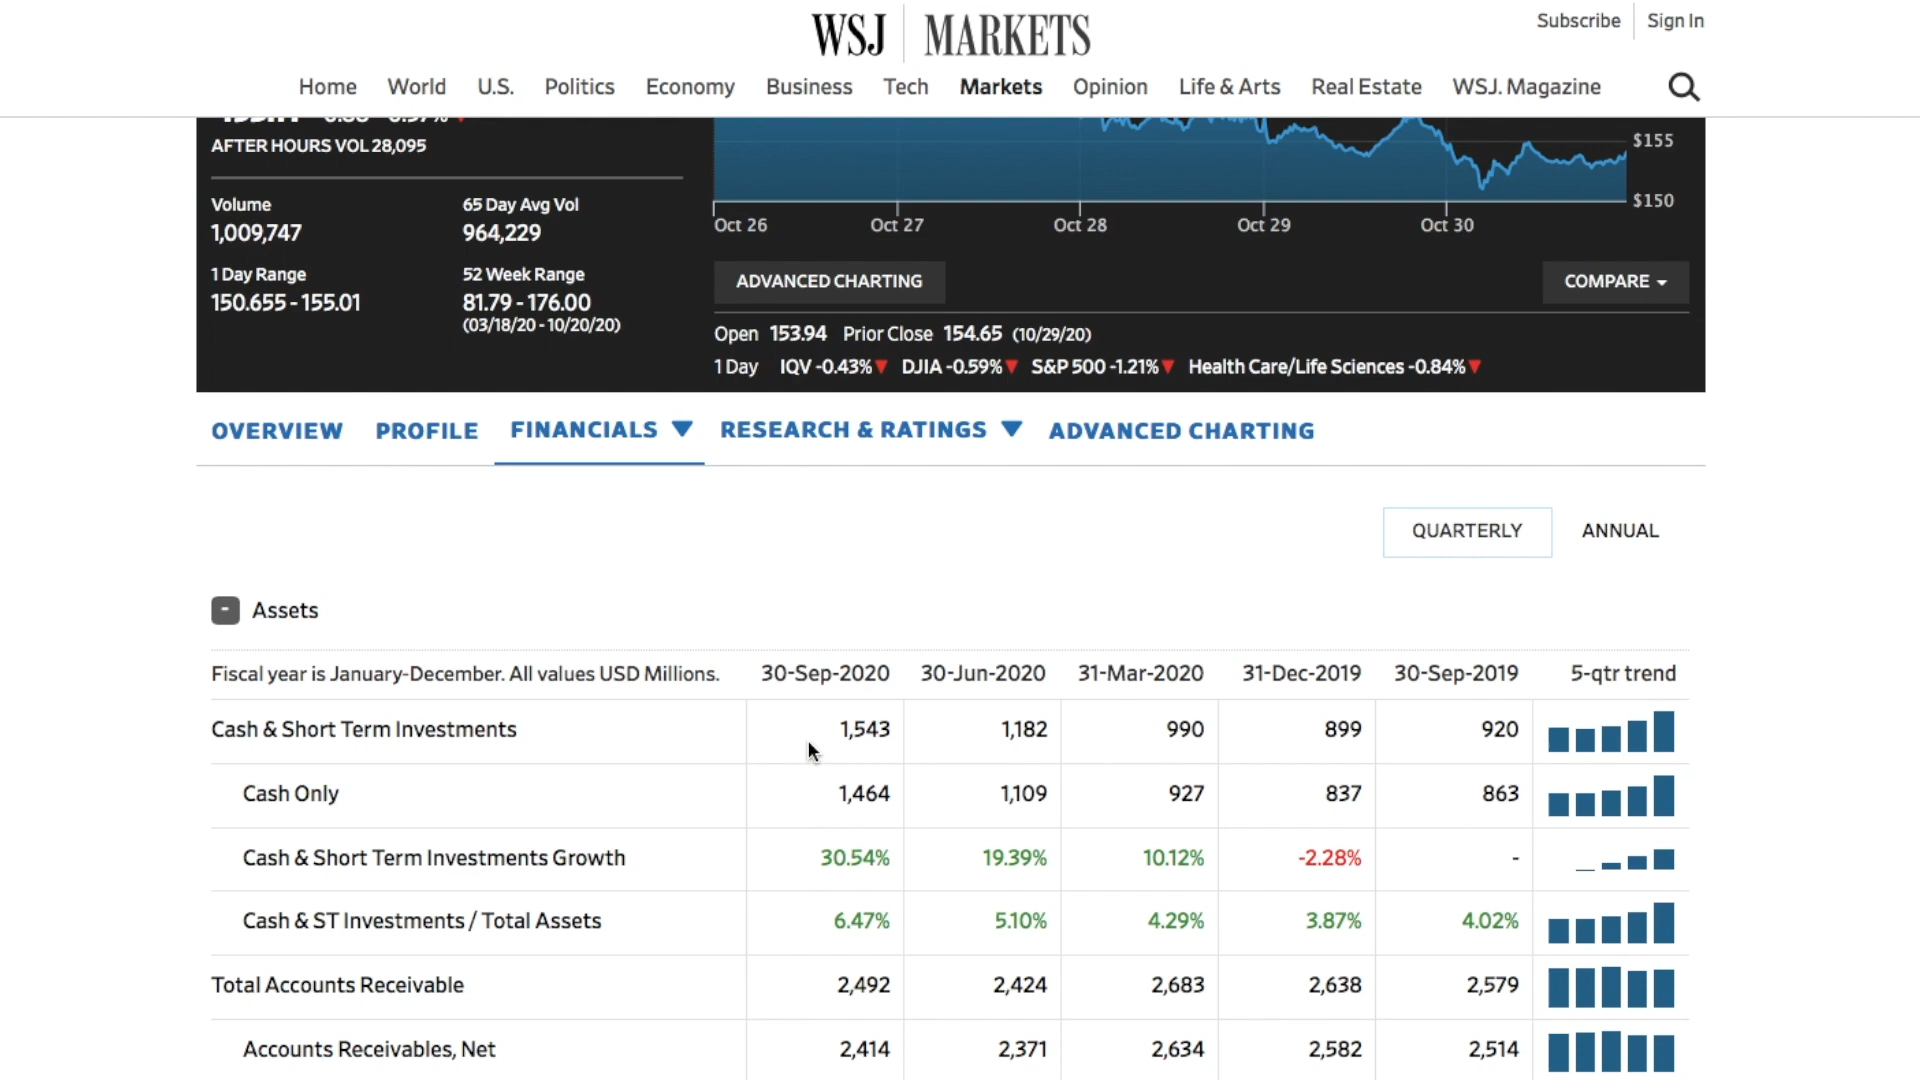 WSJ MARKETS
Subscribe Sign In
Home World U.S. Politics Economy Business Tech Markets Opinion Life & Arts Real Estate WSJ. Magazine
AFTER HOURS VOL 28,095
Volume 65 Day Avg Vol
1,009,747 964,229
1 Day Range 52 Week Range
150.655 - 155.01 81.79 - 176.00
(03/18/20 - 10/20/20)
$155
$150
Oct 26 Oct 27 Oct 28 Oct 29 Oct 30
ADVANCED CHARTING COMPARE
Open 153.94 Prior Close 154.65 (10/29/20)
1 Day IQV -0.43% DJIA -0.59% S&P 500 -1.21% Health Care/Life Sciences -0.84%
OVERVIEW PROFILE FINANCIALS RESEARCH & RATINGS ADVANCED CHARTING
QUARTERLY ANNUAL
- Assets
Fiscal year is January-December. All values USD Millions. 30-Sep-2020 30-Jun-2020 31-Mar-2020 31-Dec-2019 30-Sep-2019 5-qtr trend
Cash & Short Term Investments 1,543 1,182 990 899 920
Cash Only 1,464 1,109 927 837 863
Cash & Short Term Investments Growth 30.54% 19.39% 10.12% -2.28% -
Cash & ST Investments / Total Assets 6.47% 5.10% 4.29% 3.87% 4.02%
Total Accounts Receivable 2,492 2,424 2,683 2,638 2,579
Accounts Receivables, Net 2,414 2,371 2,634 2,582 2,514